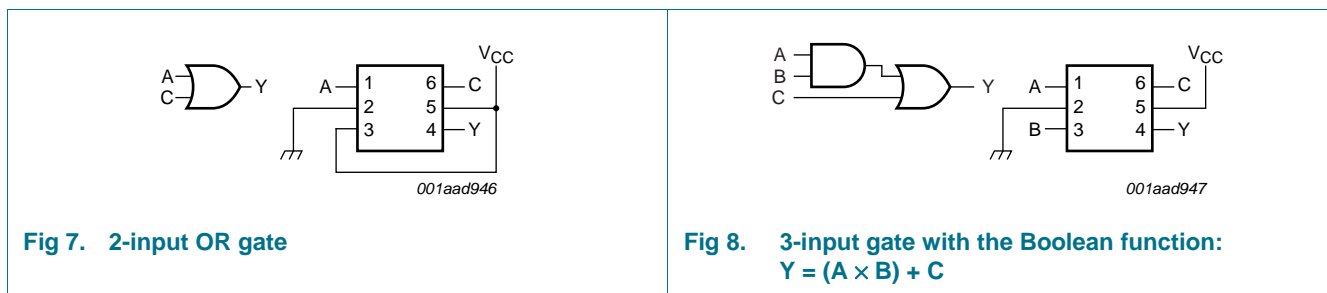 V_CC
A
C
Y
A
1
6
C
2
5
3
4
Y
001aad946
Fig 7. 2-input OR gate
V_CC
A
B
C
Y
A
1
6
C
2
5
B
3
4
Y
001aad947
Fig 8. 3-input gate with the Boolean function:
Y = (A × B) + C